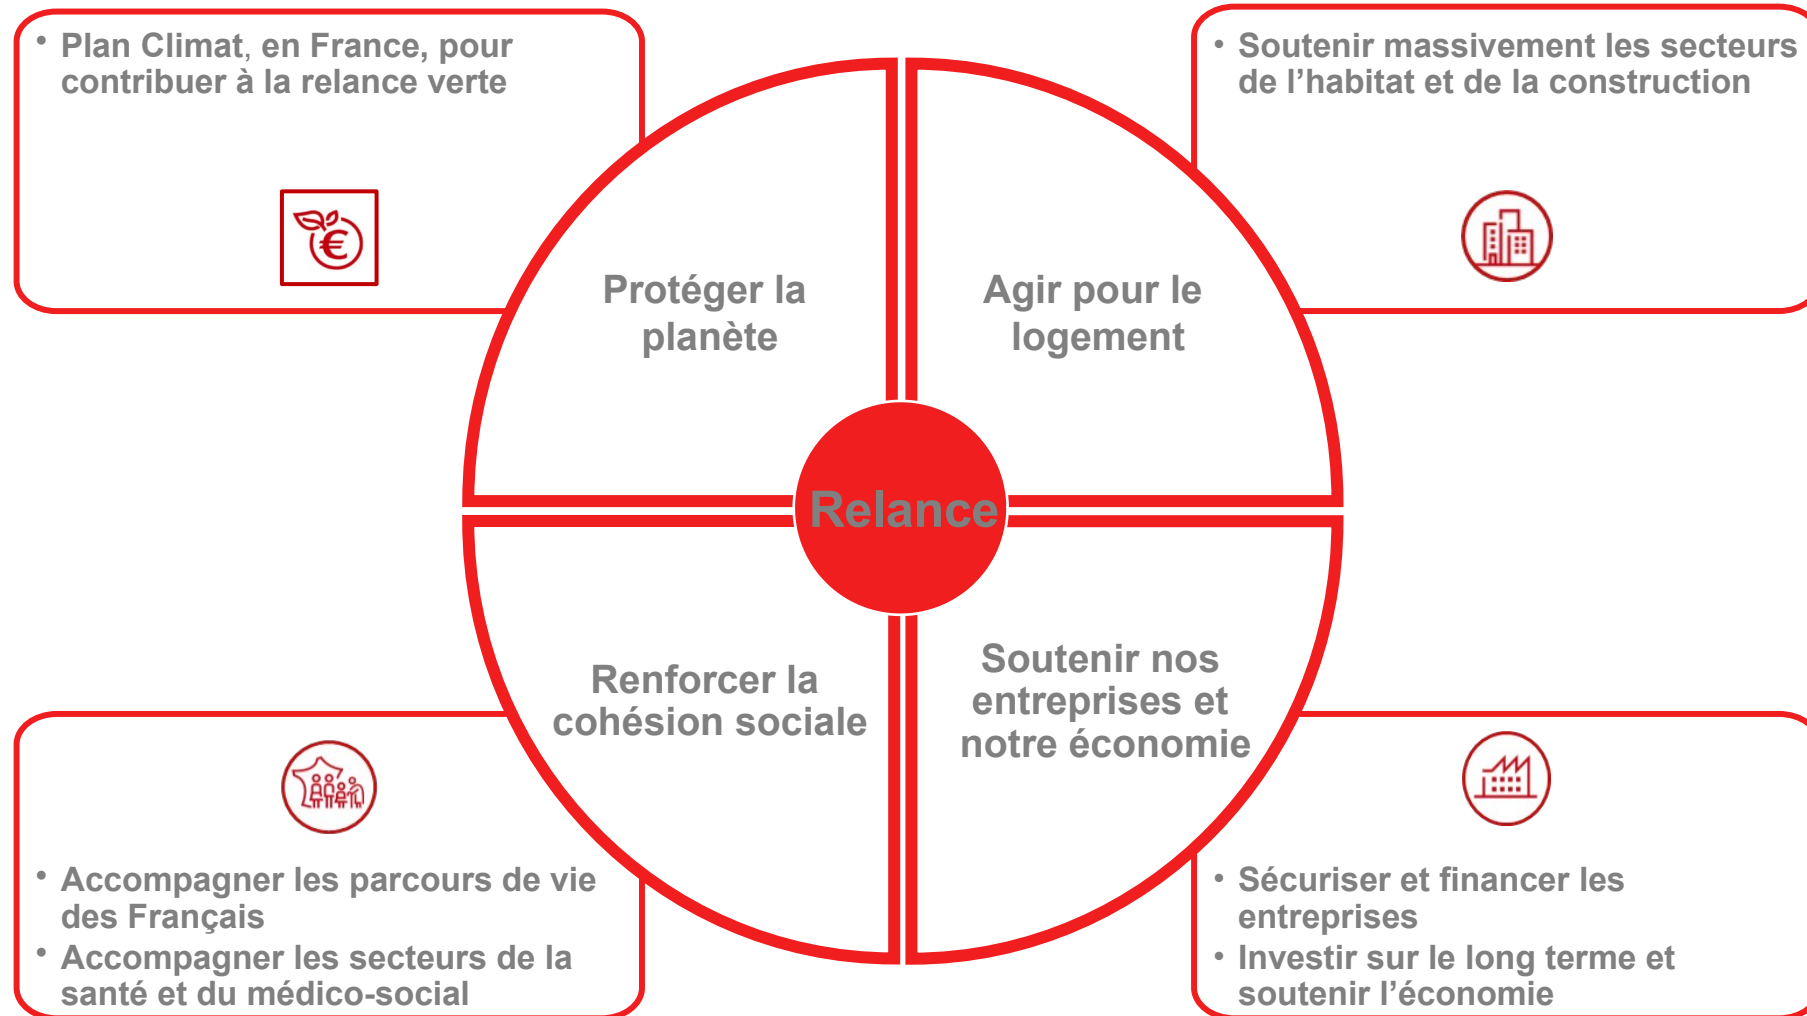 • Plan Climat, en France, pour
contribuer à la relance verte
• Soutenir massivement les secteurs
de l’habitat et de la construction
€
Protéger la
planète
Agir pour le
logement
Relance
Renforcer la
cohésion sociale
Soutenir nos
entreprises et
notre économie
• Accompagner les parcours de vie
des Français
• Accompagner les secteurs de la
santé et du médico-social
• Sécuriser et financer les
entreprises
• Investir sur le long terme et
soutenir l’économie